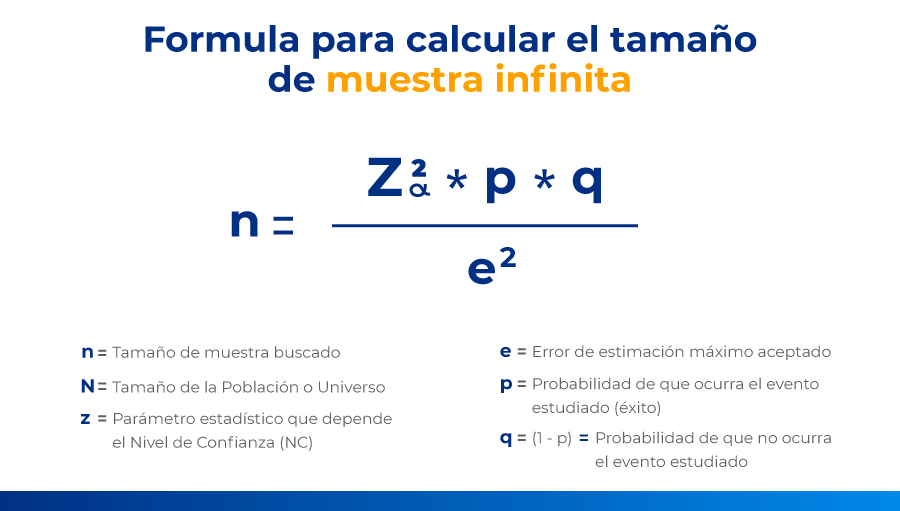 Formula para calcular el tamaño
de muestra infinita
n = Z²α * p * q / e²
n = Tamaño de muestra buscado
N = Tamaño de la Población o Universo
z = Parámetro estadístico que depende
el Nivel de Confianza (NC)
e = Error de estimación máximo aceptado
p = Probabilidad de que ocurra el evento
estudiado (éxito)
q = (1 - p) = Probabilidad de que no ocurra
el evento estudiado